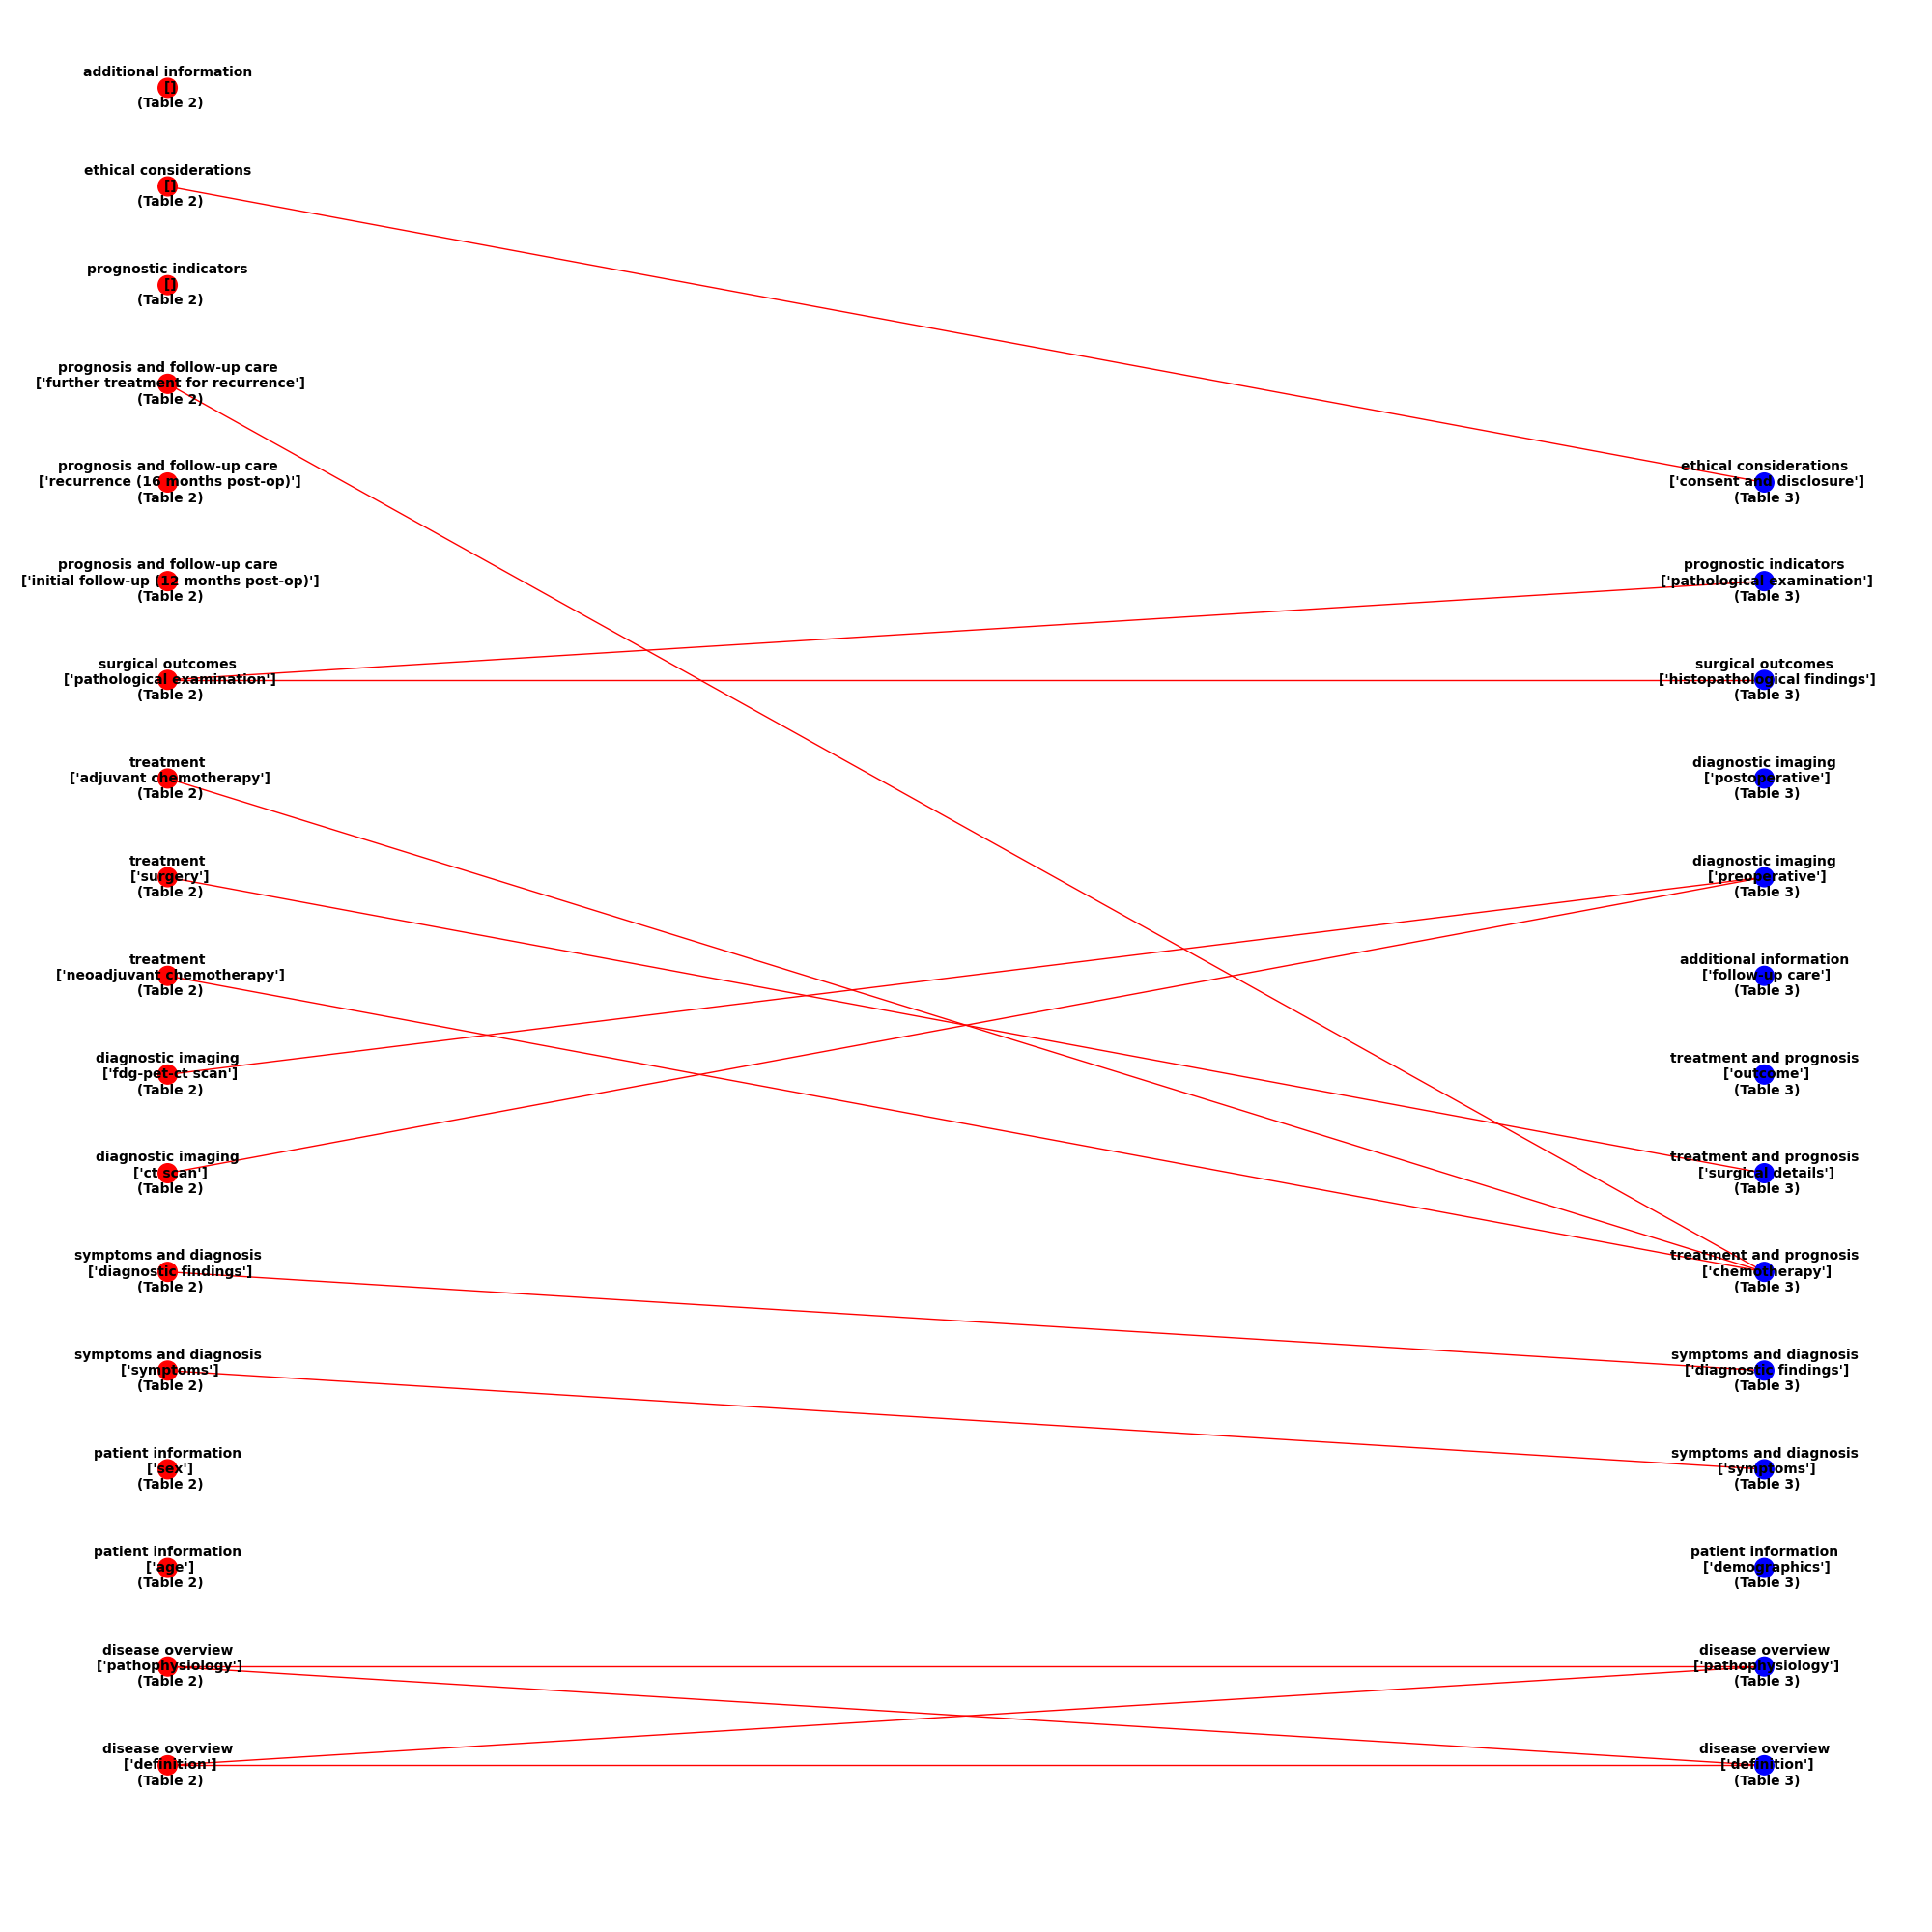 additional information
[]
(Table 2)
ethical considerations
[]
(Table 2)
prognostic indicators
[]
(Table 2)
prognosis and follow-up care
['further treatment for recurrence']
(Table 2)
prognosis and follow-up care
['recurrence (16 months post-op)']
(Table 2)
prognosis and follow-up care
['initial follow-up (12 months post-op)']
(Table 2)
surgical outcomes
['pathological examination']
(Table 2)
treatment
['adjuvant chemotherapy']
(Table 2)
treatment
['surgery']
(Table 2)
treatment
['neoadjuvant chemotherapy']
(Table 2)
diagnostic imaging
['fdg-pet-ct scan']
(Table 2)
diagnostic imaging
['ct scan']
(Table 2)
symptoms and diagnosis
['diagnostic findings']
(Table 2)
symptoms and diagnosis
['symptoms']
(Table 2)
patient information
['sex']
(Table 2)
patient information
['age']
(Table 2)
disease overview
['pathophysiology']
(Table 2)
disease overview
['definition']
(Table 2)
ethical considerations
['consent and disclosure']
(Table 3)
prognostic indicators
['pathological examination']
(Table 3)
surgical outcomes
['histopathological findings']
(Table 3)
diagnostic imaging
['postoperative']
(Table 3)
diagnostic imaging
['preoperative']
(Table 3)
additional information
['follow-up care']
(Table 3)
treatment and prognosis
['outcome']
(Table 3)
treatment and prognosis
['surgical details']
(Table 3)
treatment and prognosis
['chemotherapy']
(Table 3)
symptoms and diagnosis
['diagnostic findings']
(Table 3)
symptoms and diagnosis
['symptoms']
(Table 3)
patient information
['demographics']
(Table 3)
disease overview
['pathophysiology']
(Table 3)
disease overview
['definition']
(Table 3)